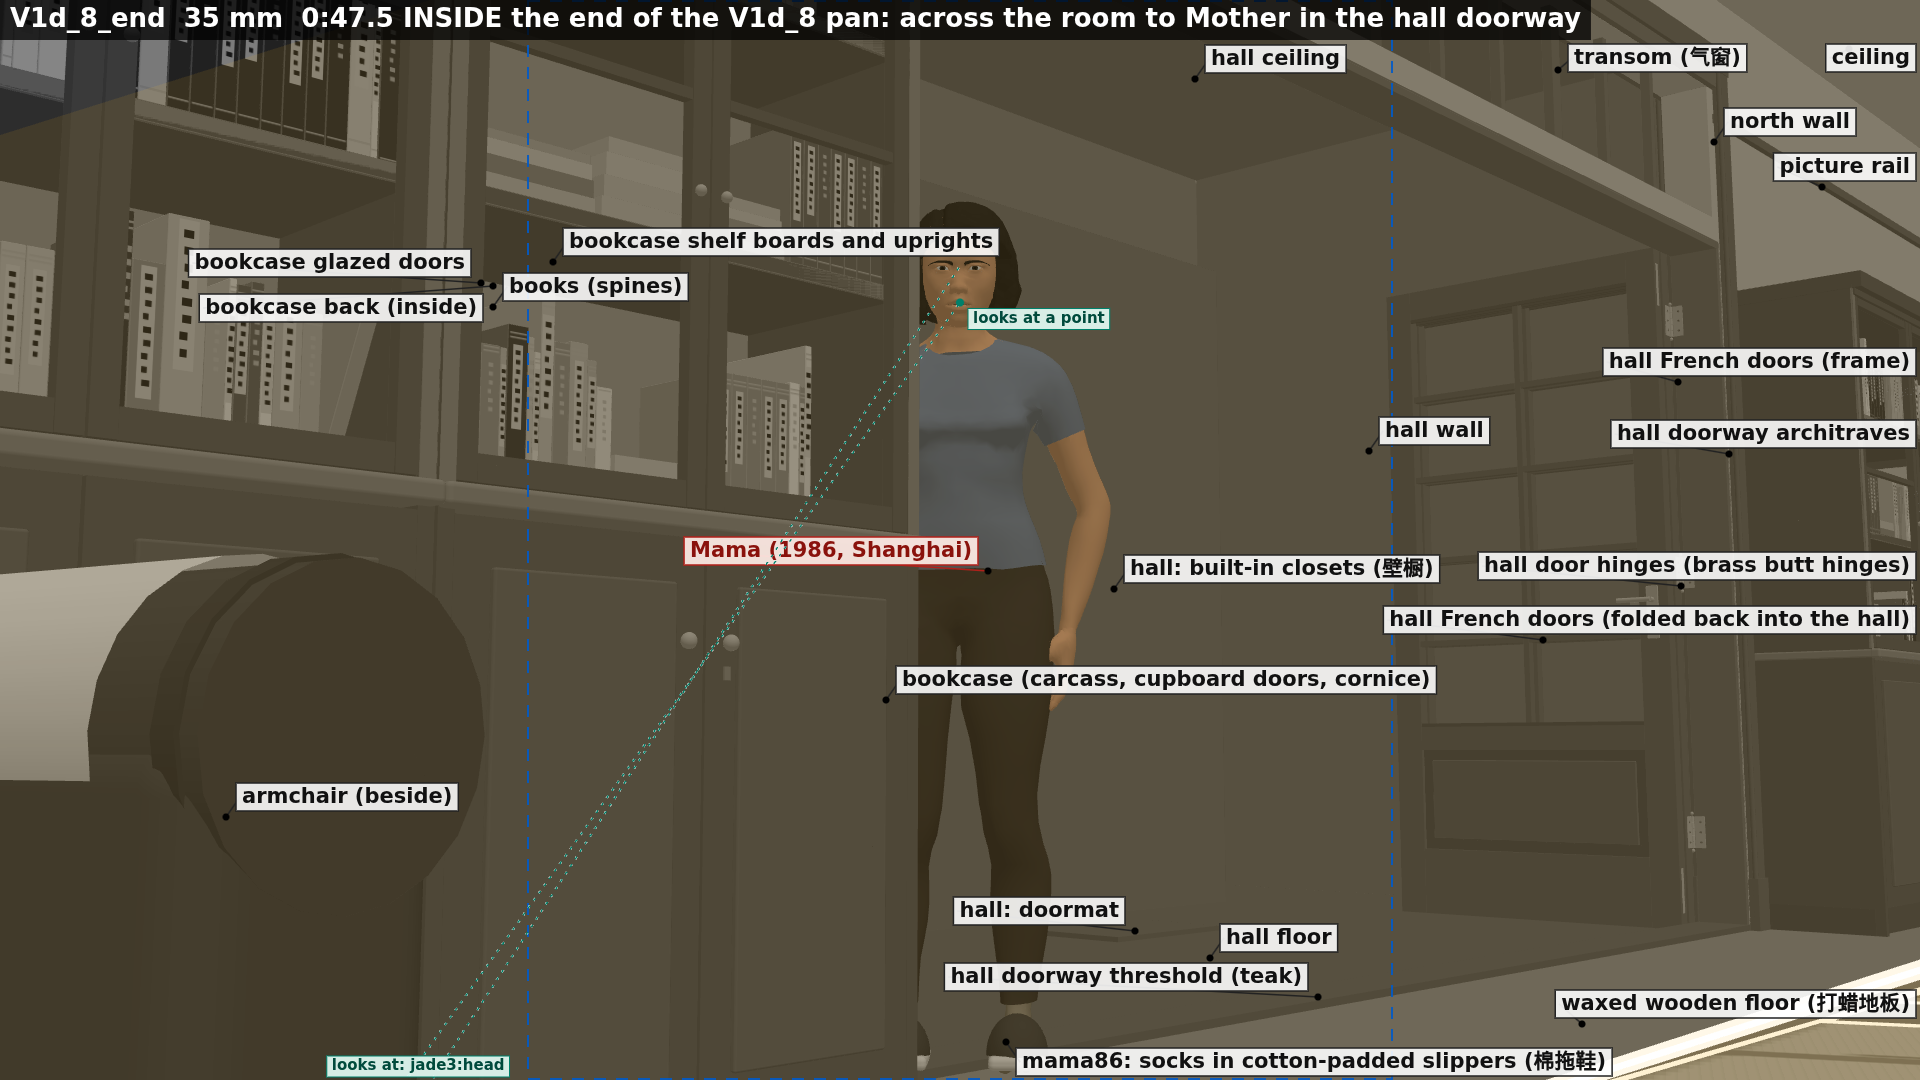 V1d_8_end 35 mm 0:47.5 INSIDE the end of the V1d_8 pan: across the room to Mother in the hall doorway
hall ceiling
transom (气窗)
ceiling
north wall
picture rail
bookcase shelf boards and uprights
bookcase glazed doors
books (spines)
bookcase back (inside)
looks at a point
hall French doors (frame)
hall wall
hall doorway architraves
Mama (1986, Shanghai)
hall: built-in closets (壁橱)
hall door hinges (brass butt hinges)
hall French doors (folded back into the hall)
bookcase (carcass, cupboard doors, cornice)
armchair (beside)
hall: doormat
hall floor
hall doorway threshold (teak)
waxed wooden floor (打蜡地板)
looks at: jade3:head
mama86: socks in cotton-padded slippers (棉拖鞋)